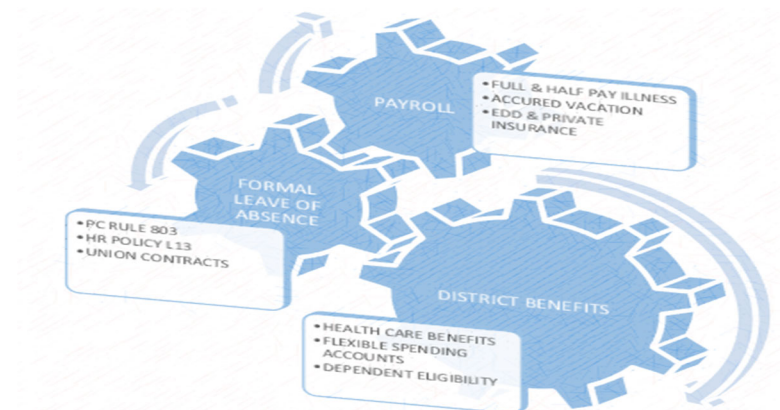 PAYROLL
• FULL & HALF PAY ILLNESS
• ACCURED VACATION
• EDD & PRIVATE
INSURANCE
FORMAL
LEAVE OF
ABSENCE
• PC RULE 803
• HR POLICY L13
• UNION CONTRACTS
DISTRICT BENEFITS
• HEALTH CARE BENEFITS
• FLEXIBLE SPENDING
ACCOUNTS
• DEPENDENT ELIGIBILITY